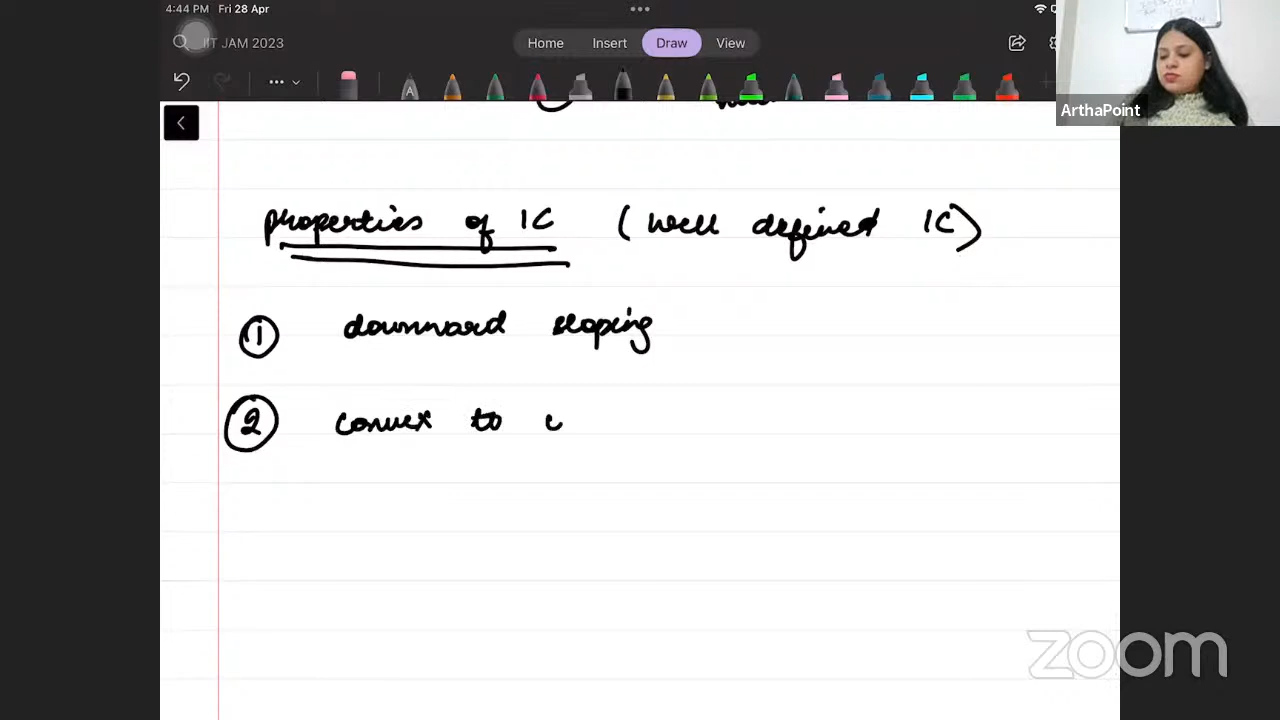 4:44 PM Fri 28 Apr
IIT JAM 2023
Home Insert Draw View
A
ArthaPoint
properties of IC (well defined IC)
1 downward sloping
2 convex to
zoom